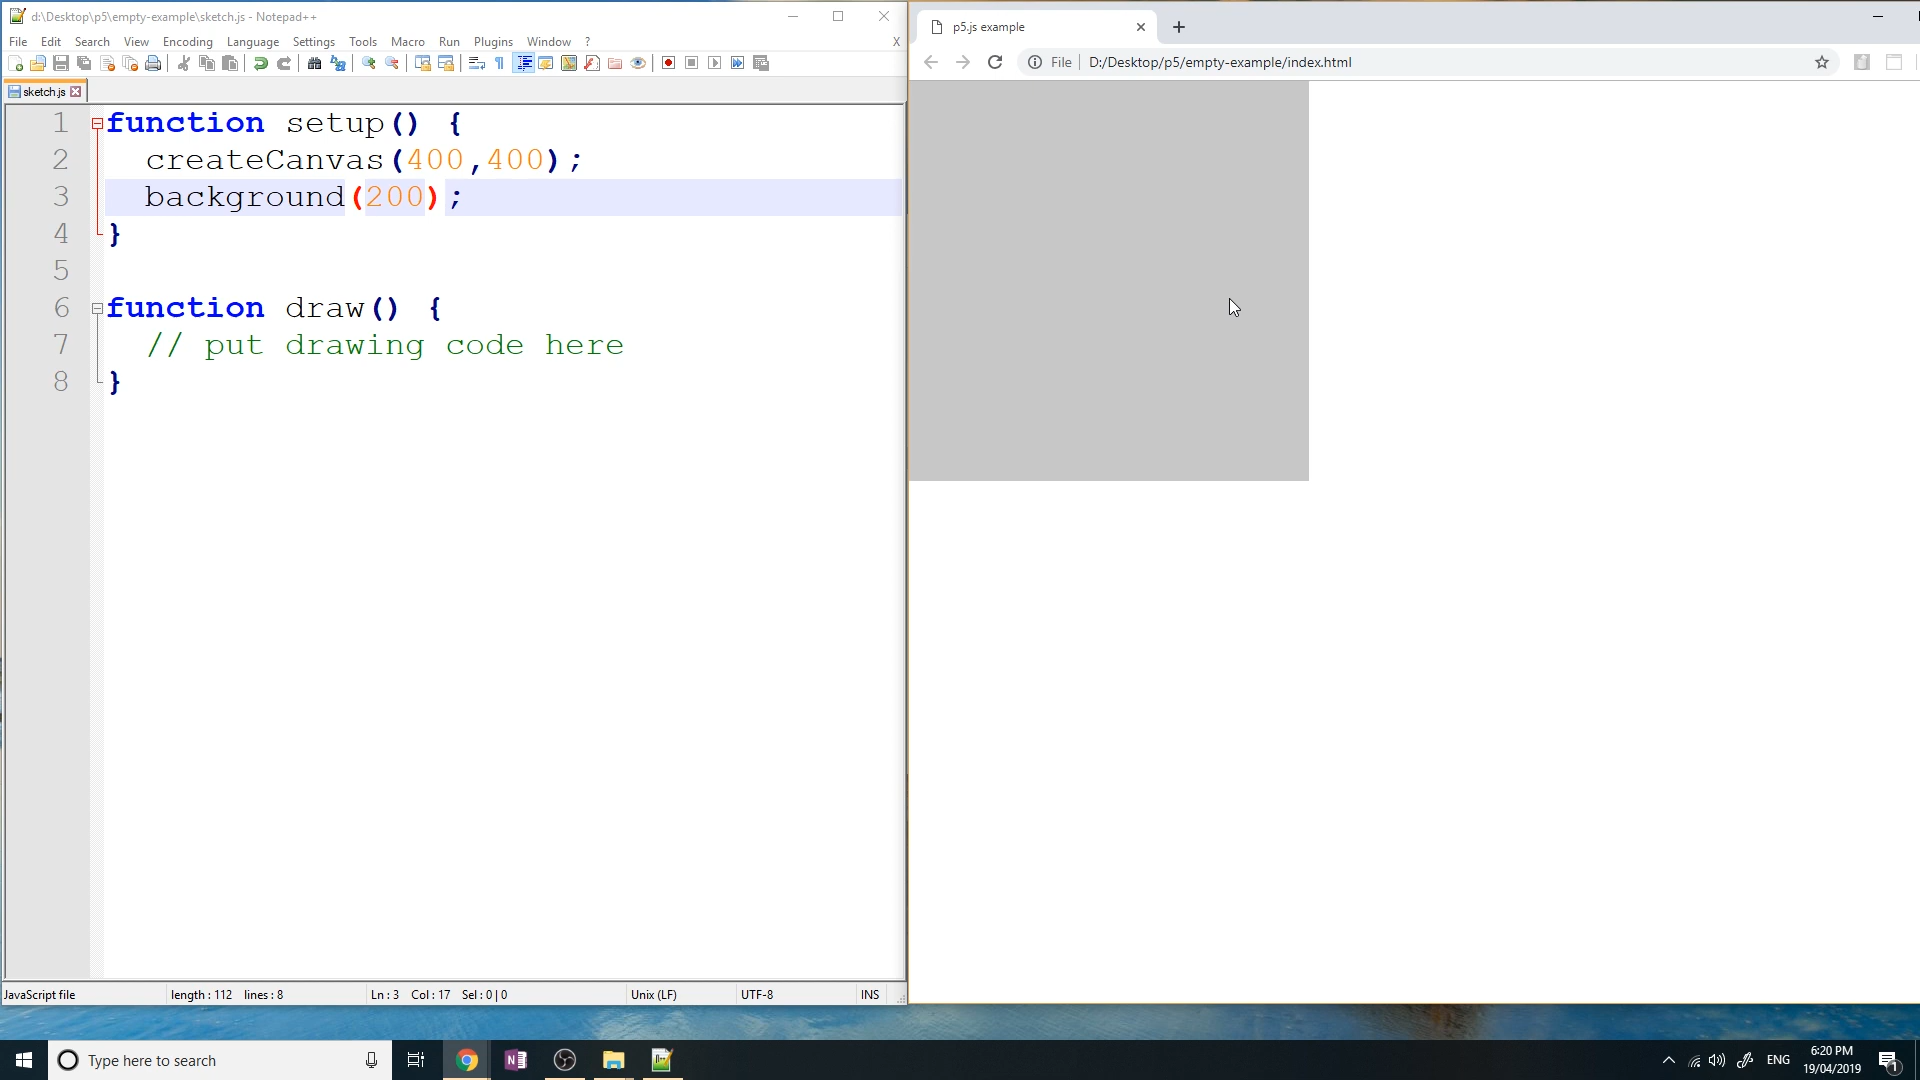 d:\Desktop\p5\empty-example\sketch.js - Notepad++
File Edit Search View Encoding Language Settings Tools Macro Run Plugins Window ? X
sketch.js
1 function setup() {
2 createCanvas(400,400);
3 background(200);
4 }
5
6 function draw() {
7 // put drawing code here
8 }
JavaScript file length : 112 lines : 8 Ln : 3 Col : 17 Sel : 0 | 0 Unix (LF) UTF-8 INS
p5.js example
File D:/Desktop/p5/empty-example/index.html
Type here to search
ENG
6:20 PM
19/04/2019
1